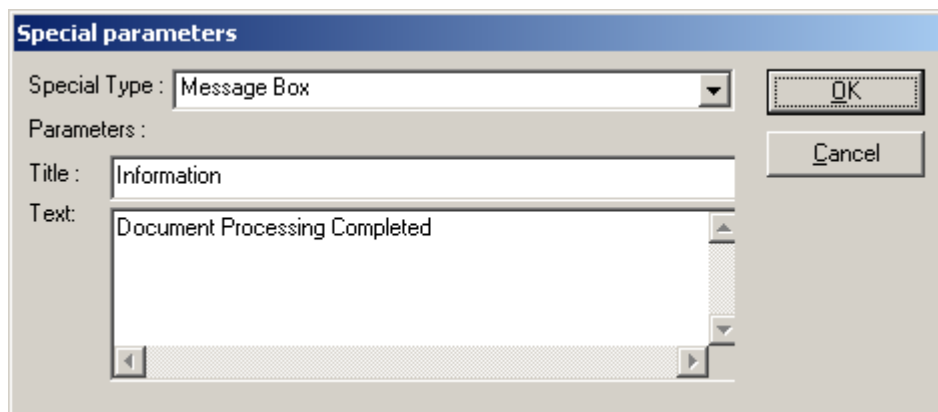 Special parameters
Special Type : Message Box
OK
Parameters :
Cancel
Title : Information
Text: Document Processing Completed